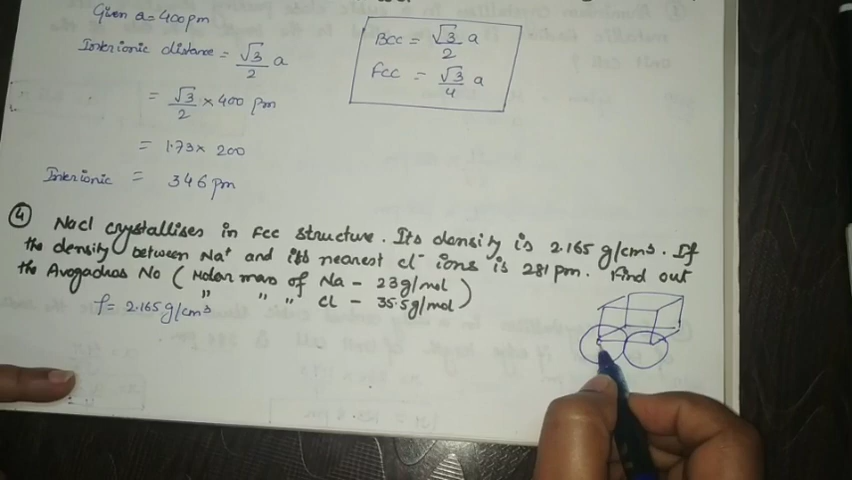 Given a = 400pm
Interionic distance = √3/2 a
= √3/2 × 400 pm
= 1.73 × 200
Interionic = 346 pm
BCC = √3/2 a
FCC = √3/4 a
④ Nacl crystallises in FCC structure. Its density is 2.165 g/cm³. If
the density between Na⁺ and its nearest cl⁻ ions is 281 pm. Find out
the Avogadros No (Molar mass of Na - 23g/mol
" " " Cl - 35.5g/mol)
ρ = 2.165 g/cm³